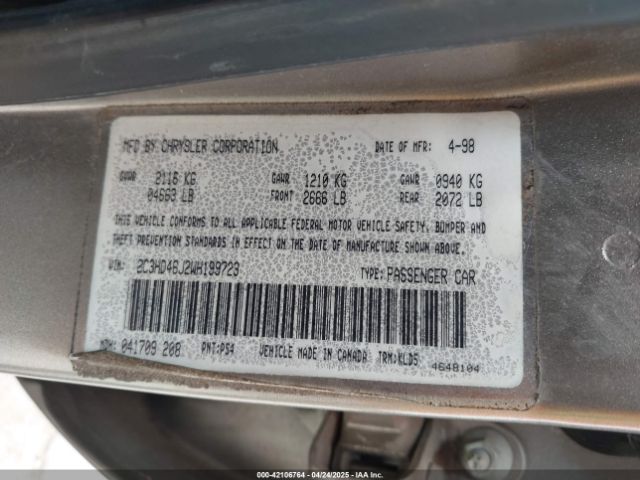 MFD BY CHRYSLER CORPORATION DATE OF MFR: 4-98
GVWR 2116 KG GAWR 1210 KG GAWR 0940 KG
04663 LB FRONT 2666 LB REAR 2072 LB
THIS VEHICLE CONFORMS TO ALL APPLICABLE FEDERAL MOTOR VEHICLE SAFETY, BUMPER AND
THEFT PREVENTION STANDARDS IN EFFECT ON THE DATE OF MANUFACTURE SHOWN ABOVE.
VIN: 2C3HD46J2WH199723 TYPE: PASSENGER CAR
MDH: 041709 208 PNT: PS4 VEHICLE MADE IN CANADA TRM: KLD5
4648104
000-42106764 - 04/24/2025 - IAA Inc.